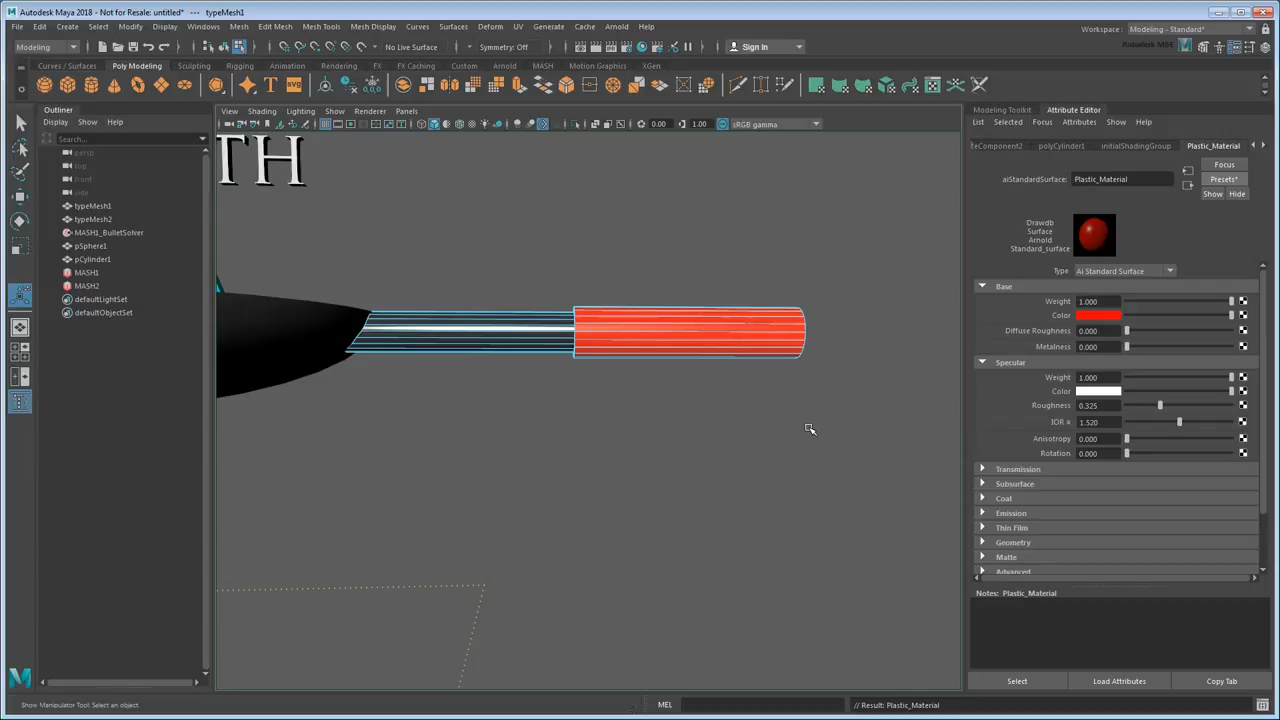 Autodesk Maya 2018 - Not for Resale: untitled* --- typeMesh1
File Edit Create Select Modify Display Windows Mesh Edit Mesh Mesh Tools Mesh Display Curves Surfaces Deform UV Generate Cache Arnold Help
Workspace : Modeling - Standard*
Modeling No Live Surface Symmetry: Off Sign In
Curves / Surfaces Poly Modeling Sculpting Rigging Animation Rendering FX FX Caching Custom Arnold MASH Motion Graphics XGen
Outliner
Display Show Help
Search...
persp
top
front
side
typeMesh1
typeMesh2
MASH1_BulletSolver
pSphere1
pCylinder1
MASH1
MASH2
defaultLightSet
defaultObjectSet
View Shading Lighting Show Renderer Panels
0.00 1.00 sRGB gamma
TH
Modeling Toolkit Attribute Editor
List Selected Focus Attributes Show Help
teComponent2 polyCylinder1 initialShadingGroup Plastic_Material
aiStandardSurface: Plastic_Material
Focus
Presets*
Show Hide
Drawdb
Surface
Arnold
Standard_surface
Type Ai Standard Surface
Base
Weight 1.000
Color
Diffuse Roughness 0.000
Metalness 0.000
Specular
Weight 1.000
Color
Roughness 0.325
IOR = 1.520
Anisotropy 0.000
Rotation 0.000
Transmission
Subsurface
Coat
Emission
Thin Film
Geometry
Matte
Advanced
Notes: Plastic_Material
Select Load Attributes Copy Tab
Show Manipulator Tool: Select an object. MEL // Result: Plastic_Material